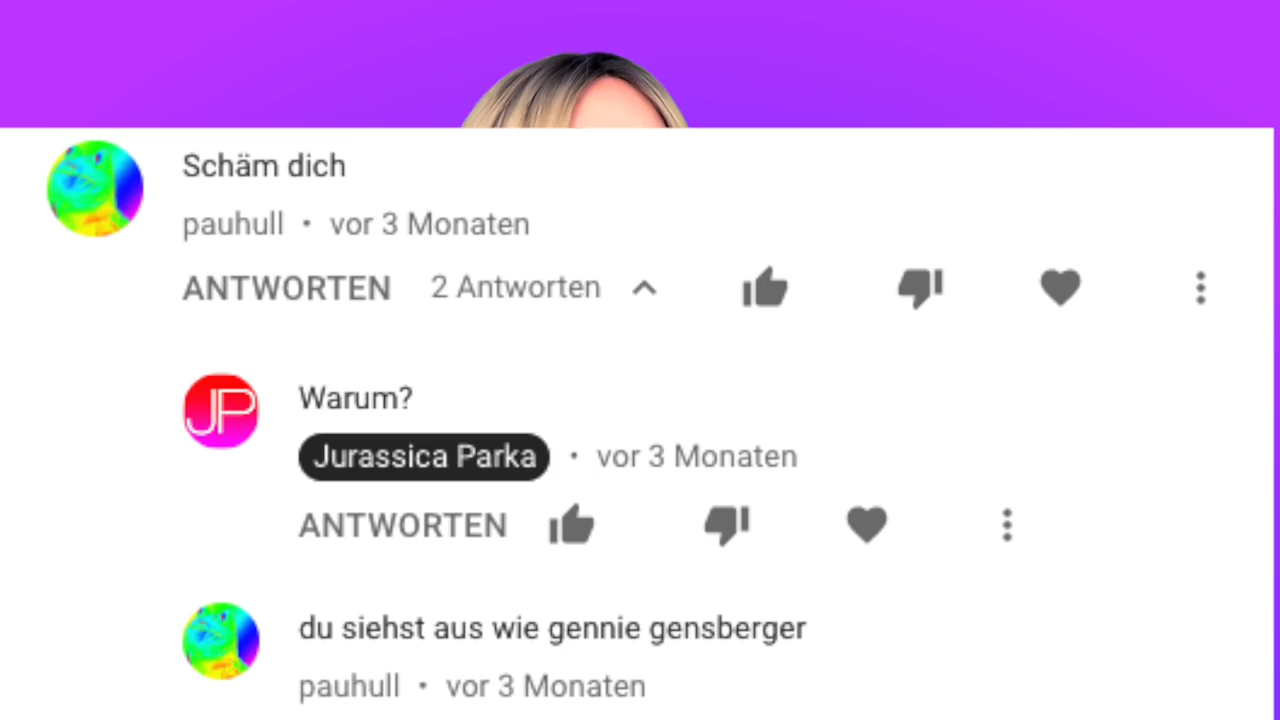 Schäm dich
pauhull • vor 3 Monaten
ANTWORTEN 2 Antworten
JP
Warum?
Jurassica Parka • vor 3 Monaten
ANTWORTEN
du siehst aus wie gennie gensberger
pauhull • vor 3 Monaten